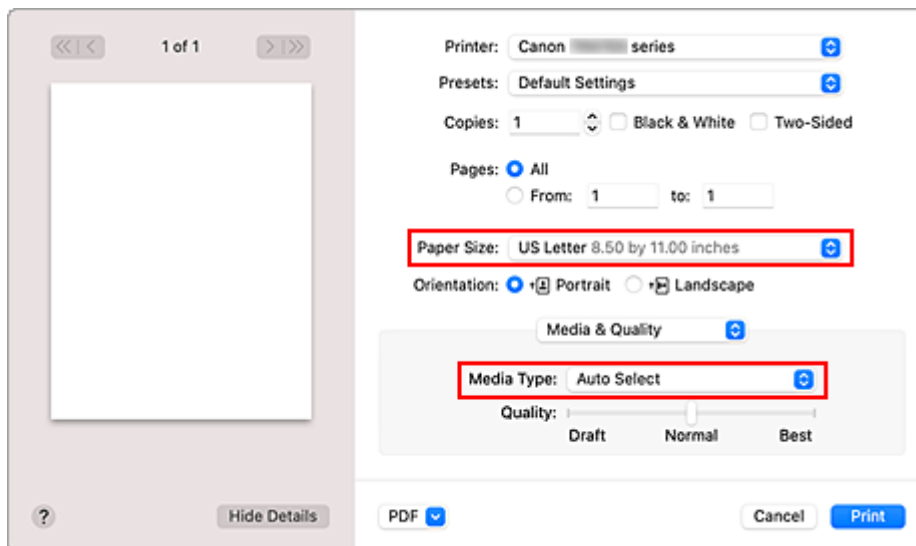 1 of 1
Printer: Canon series
Presets: Default Settings
Copies: 1 Black & White Two-Sided
Pages: All
From: 1 to: 1
Paper Size: US Letter 8.50 by 11.00 inches
Orientation: Portrait Landscape
Media & Quality
Media Type: Auto Select
Quality:
Draft Normal Best
? Hide Details PDF Cancel Print